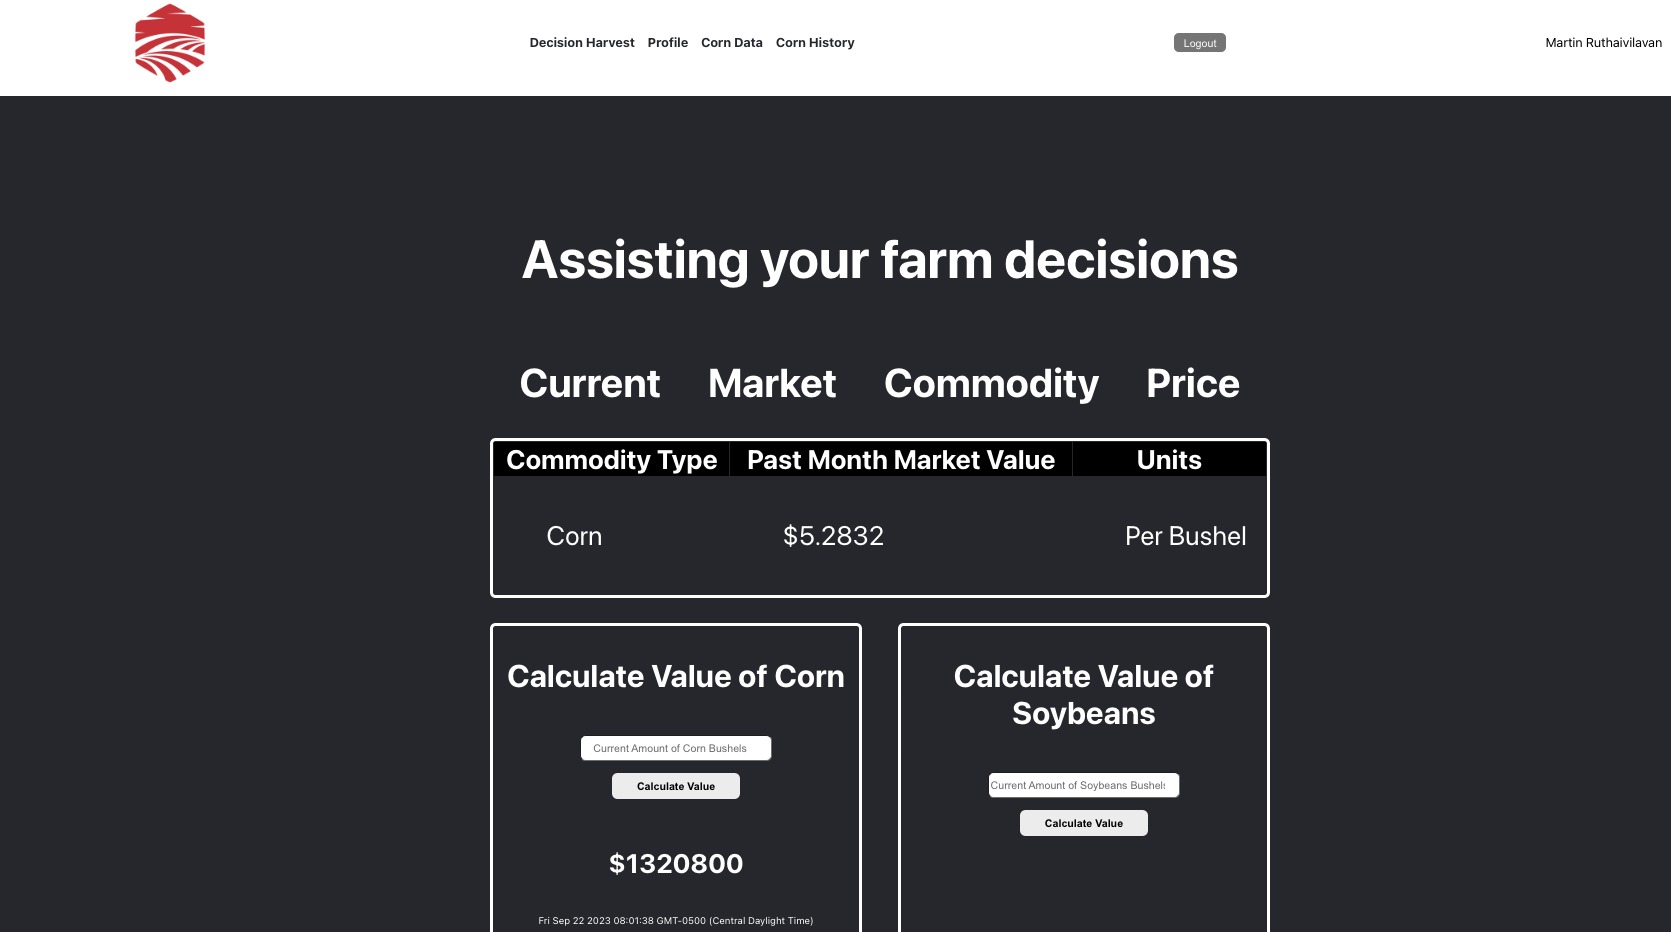 Decision Harvest Profile Corn Data Corn History Logout Martin Ruthaivilavan
Assisting your farm decisions
Current Market Commodity Price
Commodity Type Past Month Market Value Units
Corn $5.2832 Per Bushel
Calculate Value of Corn
Current Amount of Corn Bushels
Calculate Value
$1320800
Fri Sep 22 2023 08:01:38 GMT-0500 (Central Daylight Time)
Calculate Value of
Soybeans
Current Amount of Soybeans Bushels
Calculate Value